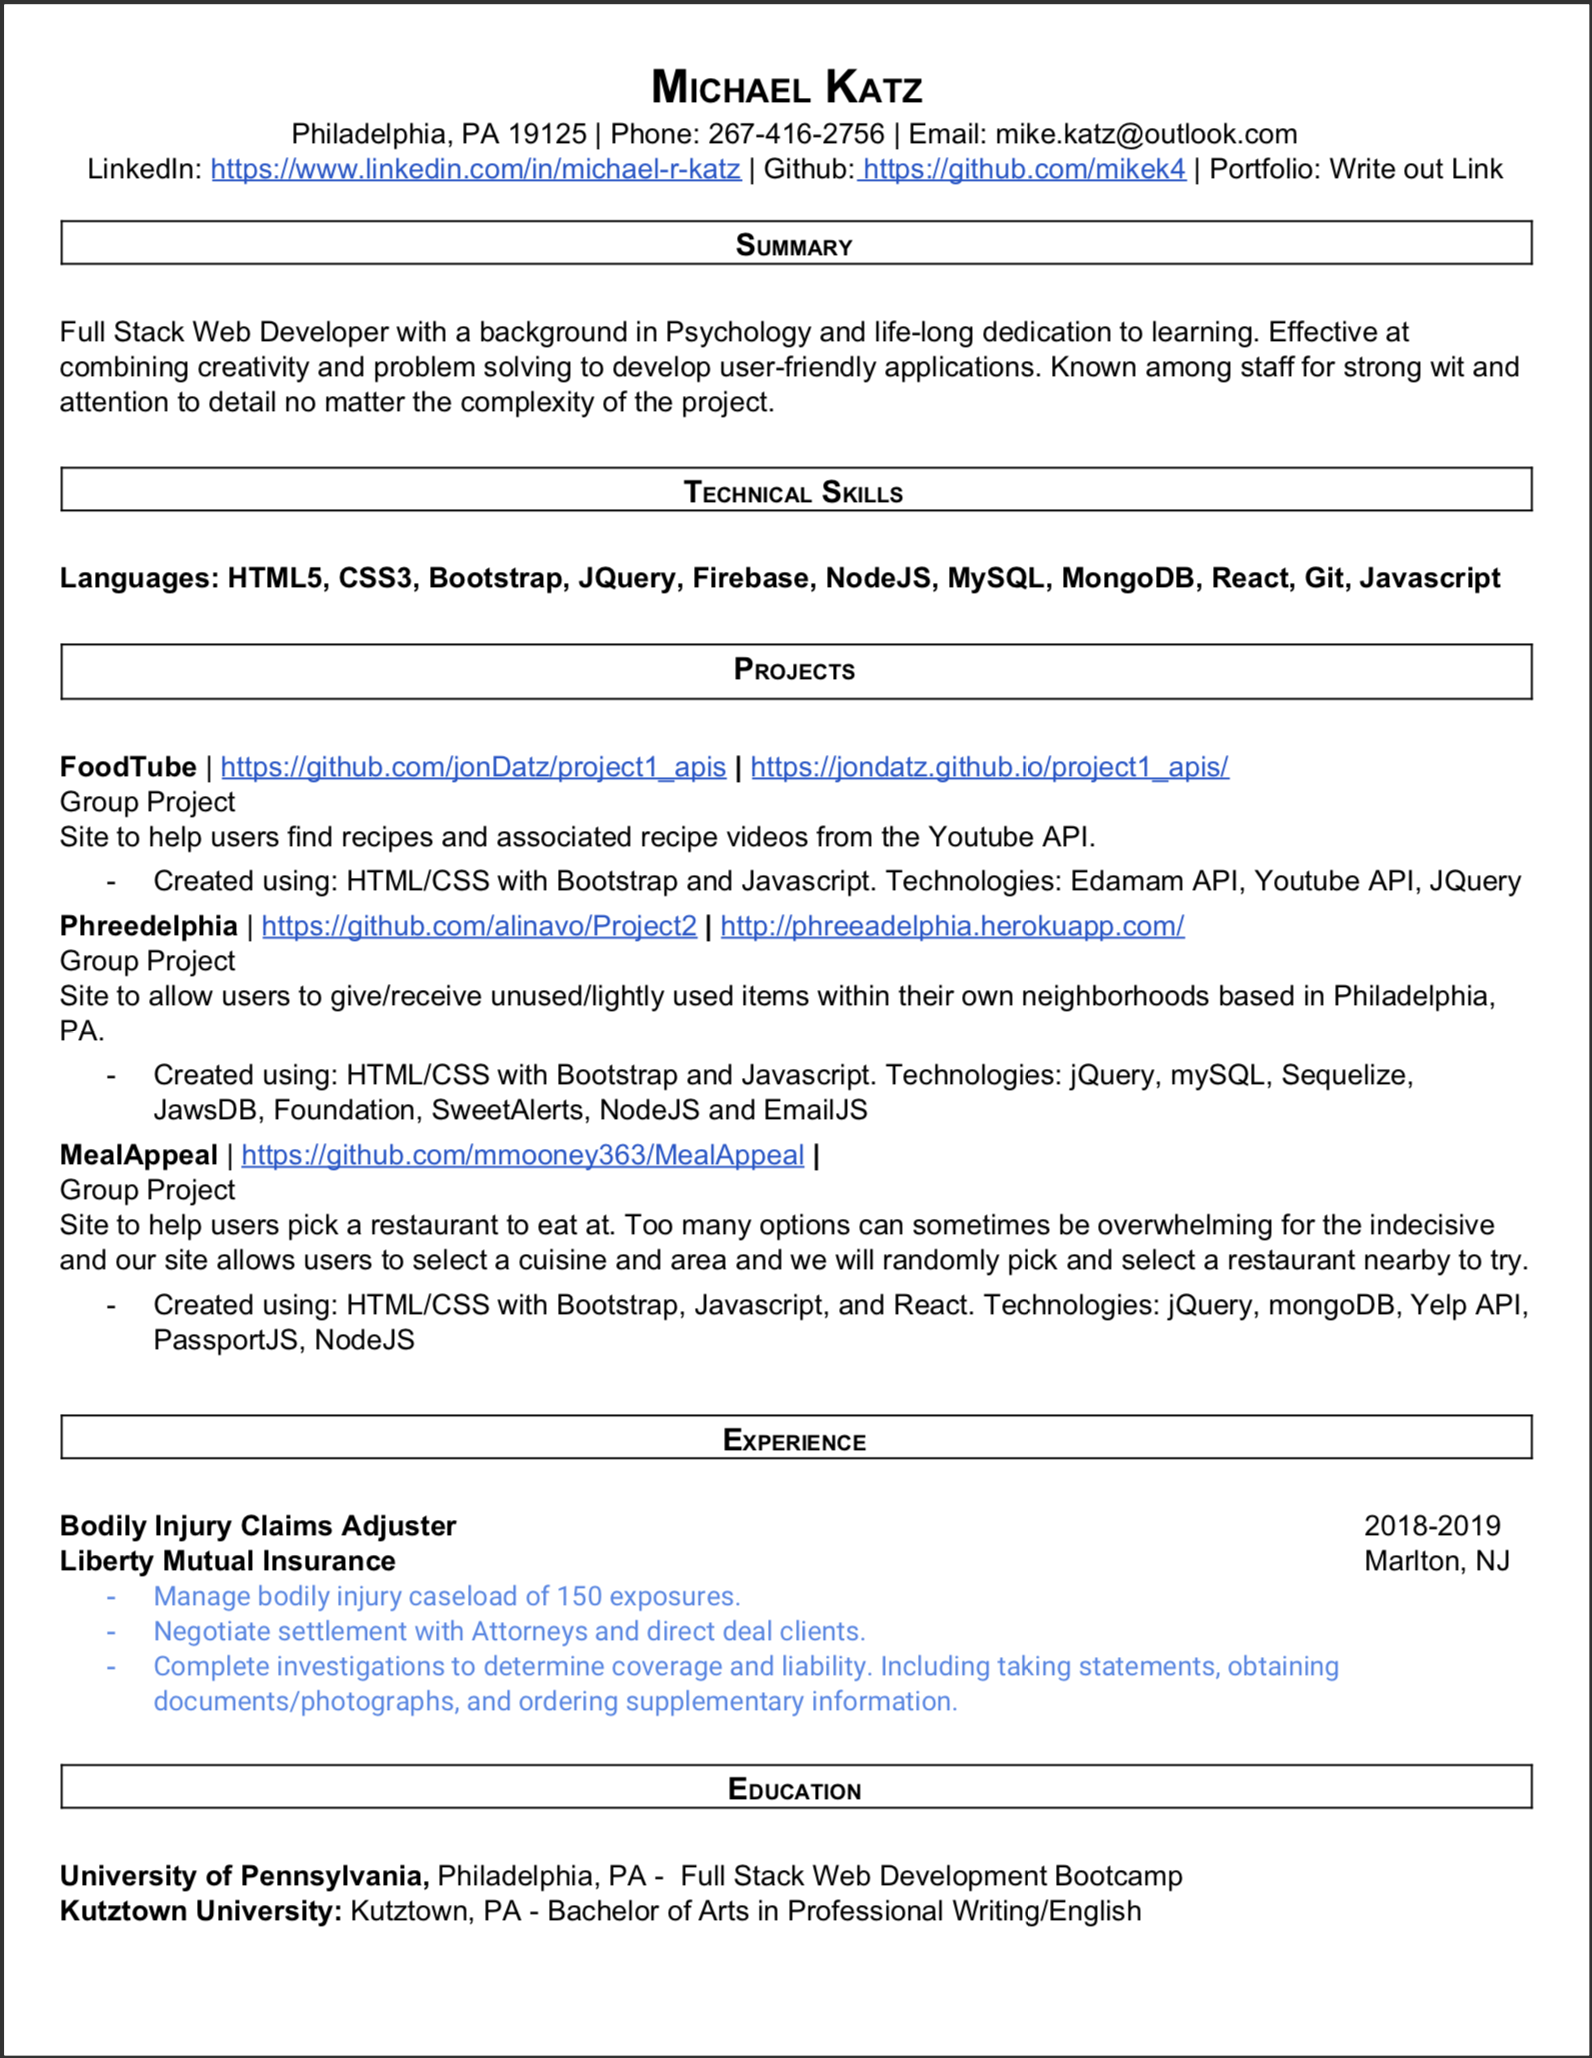 MICHAEL KATZ
Philadelphia, PA 19125 | Phone: 267-416-2756 | Email: mike.katz@outlook.com
LinkedIn: https://www.linkedin.com/in/michael-r-katz | Github: https://github.com/mikek4 | Portfolio: Write out Link
SUMMARY
Full Stack Web Developer with a background in Psychology and life-long dedication to learning. Effective at
combining creativity and problem solving to develop user-friendly applications. Known among staff for strong wit and
attention to detail no matter the complexity of the project.
TECHNICAL SKILLS
Languages: HTML5, CSS3, Bootstrap, JQuery, Firebase, NodeJS, MySQL, MongoDB, React, Git, Javascript
PROJECTS
FoodTube | https://github.com/jonDatz/project1_apis | https://jondatz.github.io/project1_apis/
Group Project
Site to help users find recipes and associated recipe videos from the Youtube API.
- Created using: HTML/CSS with Bootstrap and Javascript. Technologies: Edamam API, Youtube API, JQuery
Phreedelphia | https://github.com/alinavo/Project2 | http://phreeadelphia.herokuapp.com/
Group Project
Site to allow users to give/receive unused/lightly used items within their own neighborhoods based in Philadelphia,
PA.
- Created using: HTML/CSS with Bootstrap and Javascript. Technologies: jQuery, mySQL, Sequelize,
JawsDB, Foundation, SweetAlerts, NodeJS and EmailJS
MealAppeal | https://github.com/mmooney363/MealAppeal |
Group Project
Site to help users pick a restaurant to eat at. Too many options can sometimes be overwhelming for the indecisive
and our site allows users to select a cuisine and area and we will randomly pick and select a restaurant nearby to try.
- Created using: HTML/CSS with Bootstrap, Javascript, and React. Technologies: jQuery, mongoDB, Yelp API,
PassportJS, NodeJS
EXPERIENCE
Bodily Injury Claims Adjuster 2018-2019
Liberty Mutual Insurance Marlton, NJ
- Manage bodily injury caseload of 150 exposures.
- Negotiate settlement with Attorneys and direct deal clients.
- Complete investigations to determine coverage and liability. Including taking statements, obtaining
documents/photographs, and ordering supplementary information.
EDUCATION
University of Pennsylvania, Philadelphia, PA - Full Stack Web Development Bootcamp
Kutztown University: Kutztown, PA - Bachelor of Arts in Professional Writing/English